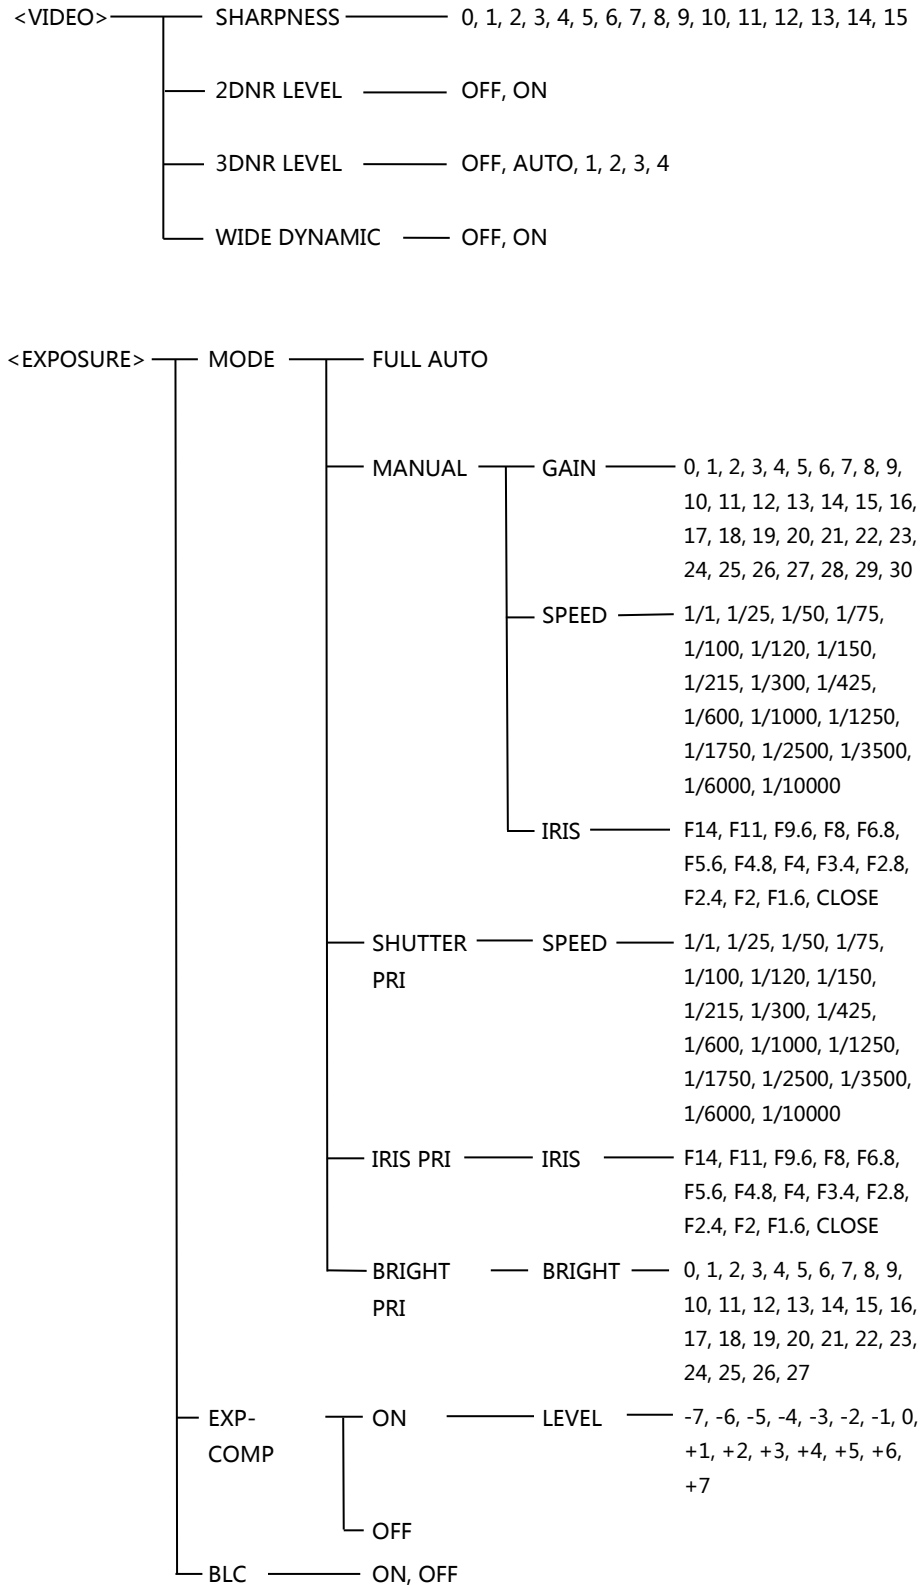 <VIDEO> SHARPNESS 0, 1, 2, 3, 4, 5, 6, 7, 8, 9, 10, 11, 12, 13, 14, 15
2DNR LEVEL OFF, ON
3DNR LEVEL OFF, AUTO, 1, 2, 3, 4
WIDE DYNAMIC OFF, ON
<EXPOSURE> MODE FULL AUTO
MANUAL GAIN 0, 1, 2, 3, 4, 5, 6, 7, 8, 9,
10, 11, 12, 13, 14, 15, 16,
17, 18, 19, 20, 21, 22, 23,
24, 25, 26, 27, 28, 29, 30
SPEED 1/1, 1/25, 1/50, 1/75,
1/100, 1/120, 1/150,
1/215, 1/300, 1/425,
1/600, 1/1000, 1/1250,
1/1750, 1/2500, 1/3500,
1/6000, 1/10000
IRIS F14, F11, F9.6, F8, F6.8,
F5.6, F4.8, F4, F3.4, F2.8,
F2.4, F2, F1.6, CLOSE
SHUTTER SPEED 1/1, 1/25, 1/50, 1/75,
PRI 1/100, 1/120, 1/150,
1/215, 1/300, 1/425,
1/600, 1/1000, 1/1250,
1/1750, 1/2500, 1/3500,
1/6000, 1/10000
IRIS PRI IRIS F14, F11, F9.6, F8, F6.8,
F5.6, F4.8, F4, F3.4, F2.8,
F2.4, F2, F1.6, CLOSE
BRIGHT BRIGHT 0, 1, 2, 3, 4, 5, 6, 7, 8, 9,
PRI 10, 11, 12, 13, 14, 15, 16,
17, 18, 19, 20, 21, 22, 23,
24, 25, 26, 27
EXP- ON LEVEL -7, -6, -5, -4, -3, -2, -1, 0,
COMP +1, +2, +3, +4, +5, +6,
+7
OFF
BLC ON, OFF